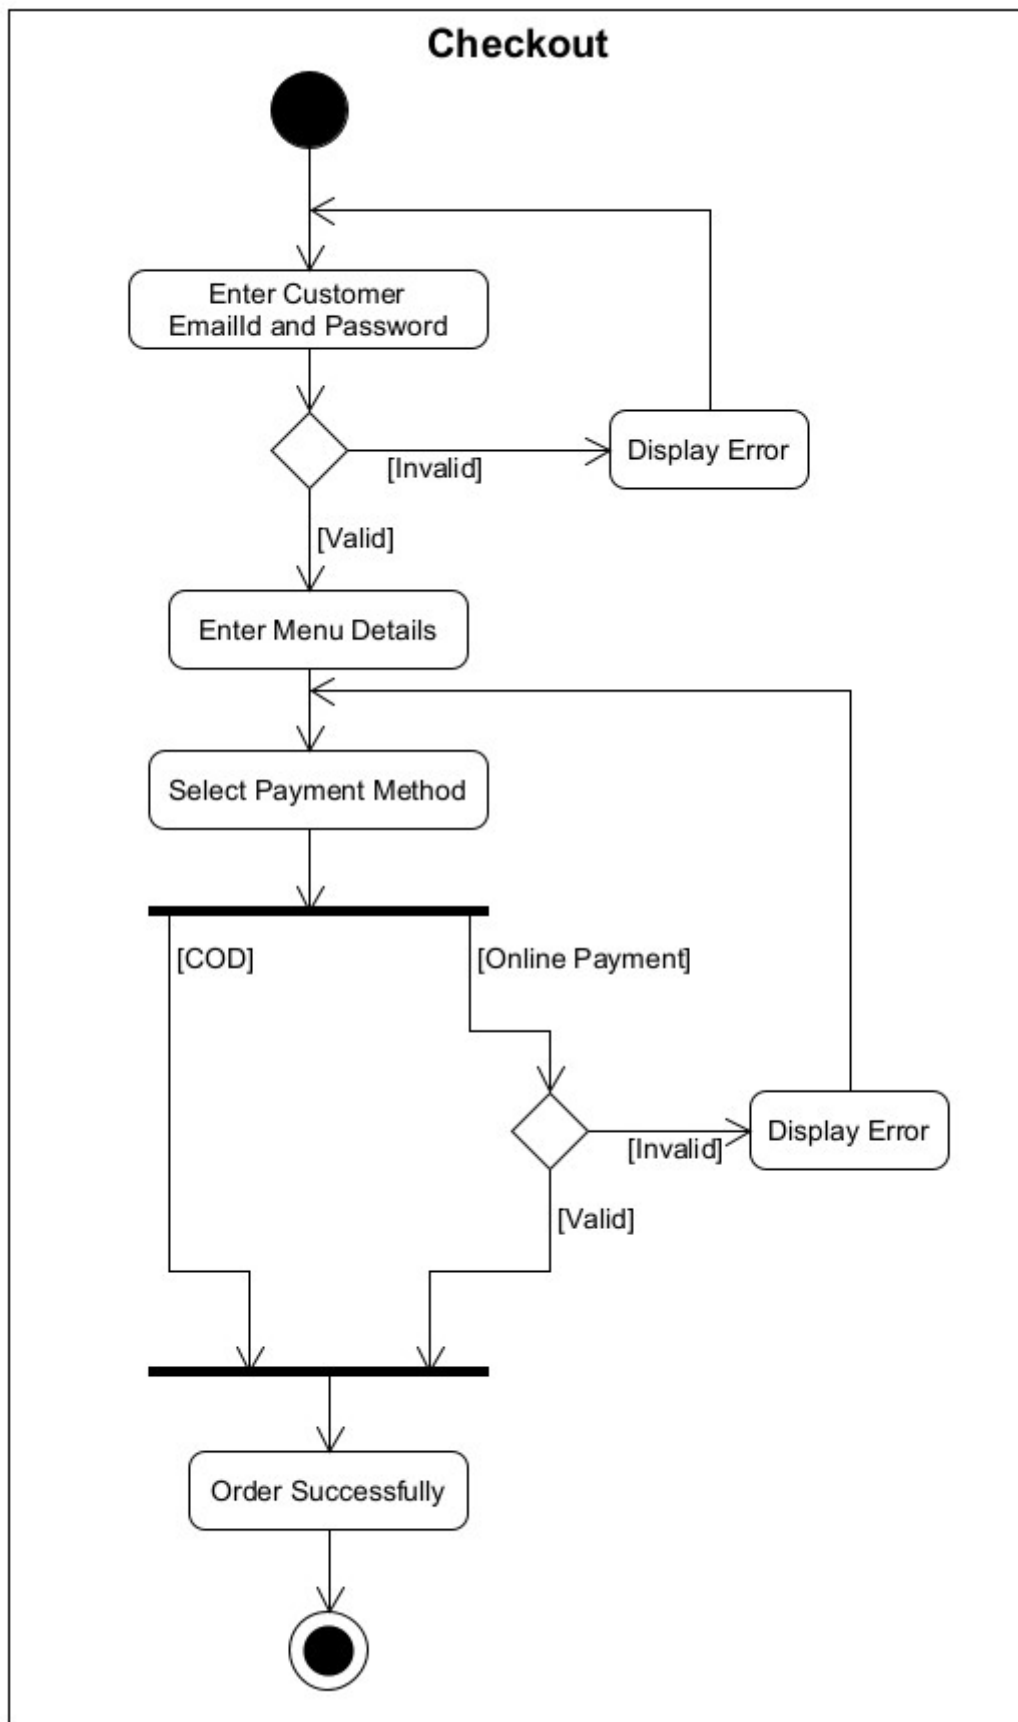 Checkout
Enter Customer
EmailId and Password
[Invalid]
Display Error
[Valid]
Enter Menu Details
Select Payment Method
[COD]
[Online Payment]
[Invalid]
Display Error
[Valid]
Order Successfully